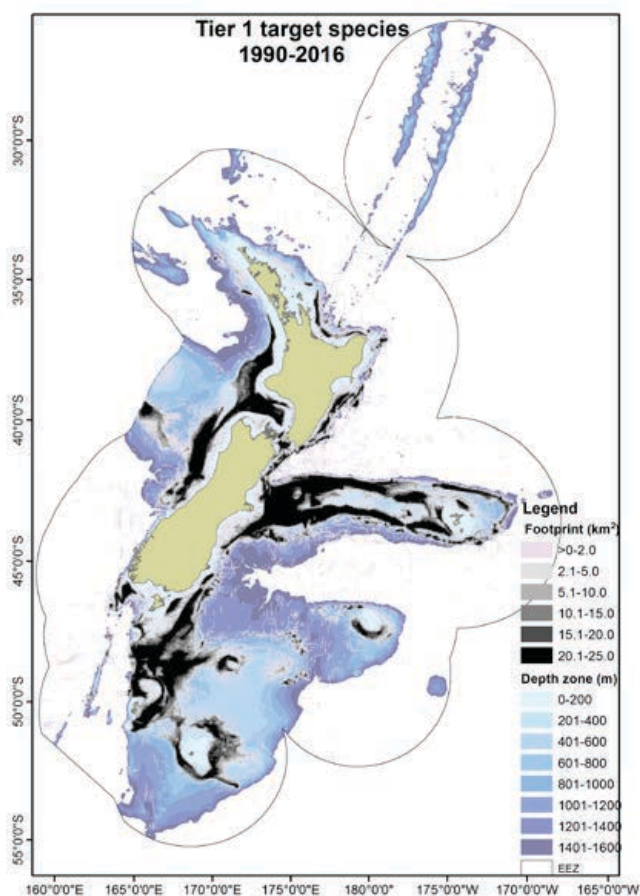 Tier 1 target species
1990-2016
30°0'0"S
35°0'0"S
40°0'0"S
45°0'0"S
50°0'0"S
55°0'0"S
Legend
Footprint (km²)
>0-2.0
2.1-5.0
5.1-10.0
10.1-15.0
15.1-20.0
20.1-25.0
Depth zone (m)
0-200
201-400
401-600
601-800
801-1000
1001-1200
1201-1400
1401-1600
EEZ
160°0'0"E 165°0'0"E 170°0'0"E 175°0'0"E 180°0'0" 175°0'0"W 170°0'0"W 165°0'0"W